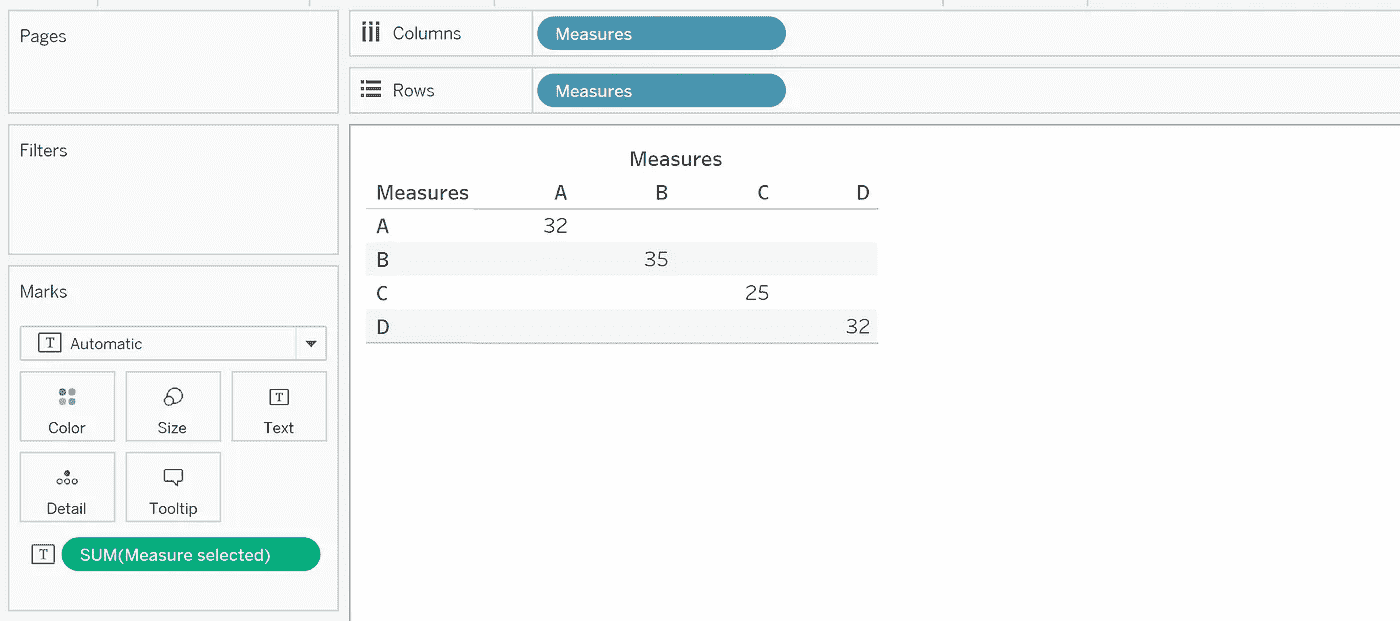 Pages
Columns Measures
Rows Measures
Filters
Marks
T Automatic
Color Size T Text
Detail Tooltip
T SUM(Measure selected)
Measures
Measures A B C D
A 32
B 35
C 25
D 32